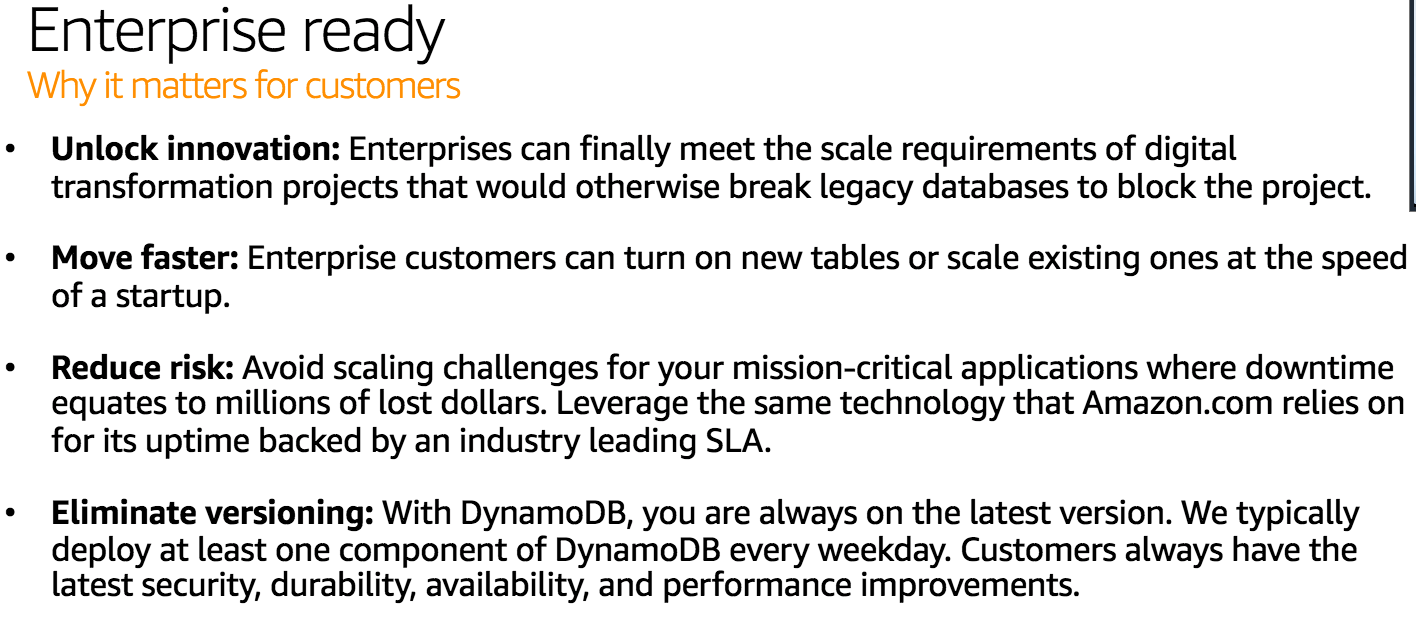 Enterprise ready
Why it matters for customers
• Unlock innovation: Enterprises can finally meet the scale requirements of digital
transformation projects that would otherwise break legacy databases to block the project.
• Move faster: Enterprise customers can turn on new tables or scale existing ones at the speed
of a startup.
• Reduce risk: Avoid scaling challenges for your mission-critical applications where downtime
equates to millions of lost dollars. Leverage the same technology that Amazon.com relies on
for its uptime backed by an industry leading SLA.
• Eliminate versioning: With DynamoDB, you are always on the latest version. We typically
deploy at least one component of DynamoDB every weekday. Customers always have the
latest security, durability, availability, and performance improvements.